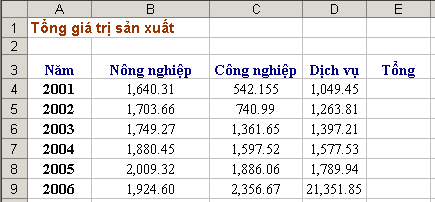 A B C D E
1 Tổng giá trị sản xuất
2
3 Năm Nông nghiệp Công nghiệp Dịch vụ Tổng
4 2001 1,640.31 542.155 1,049.45
5 2002 1,703.66 740.99 1,263.81
6 2003 1,749.27 1,361.65 1,397.21
7 2004 1,880.45 1,597.52 1,577.53
8 2005 2,009.32 1,886.06 1,789.94
9 2006 1,924.60 2,356.67 21,351.85